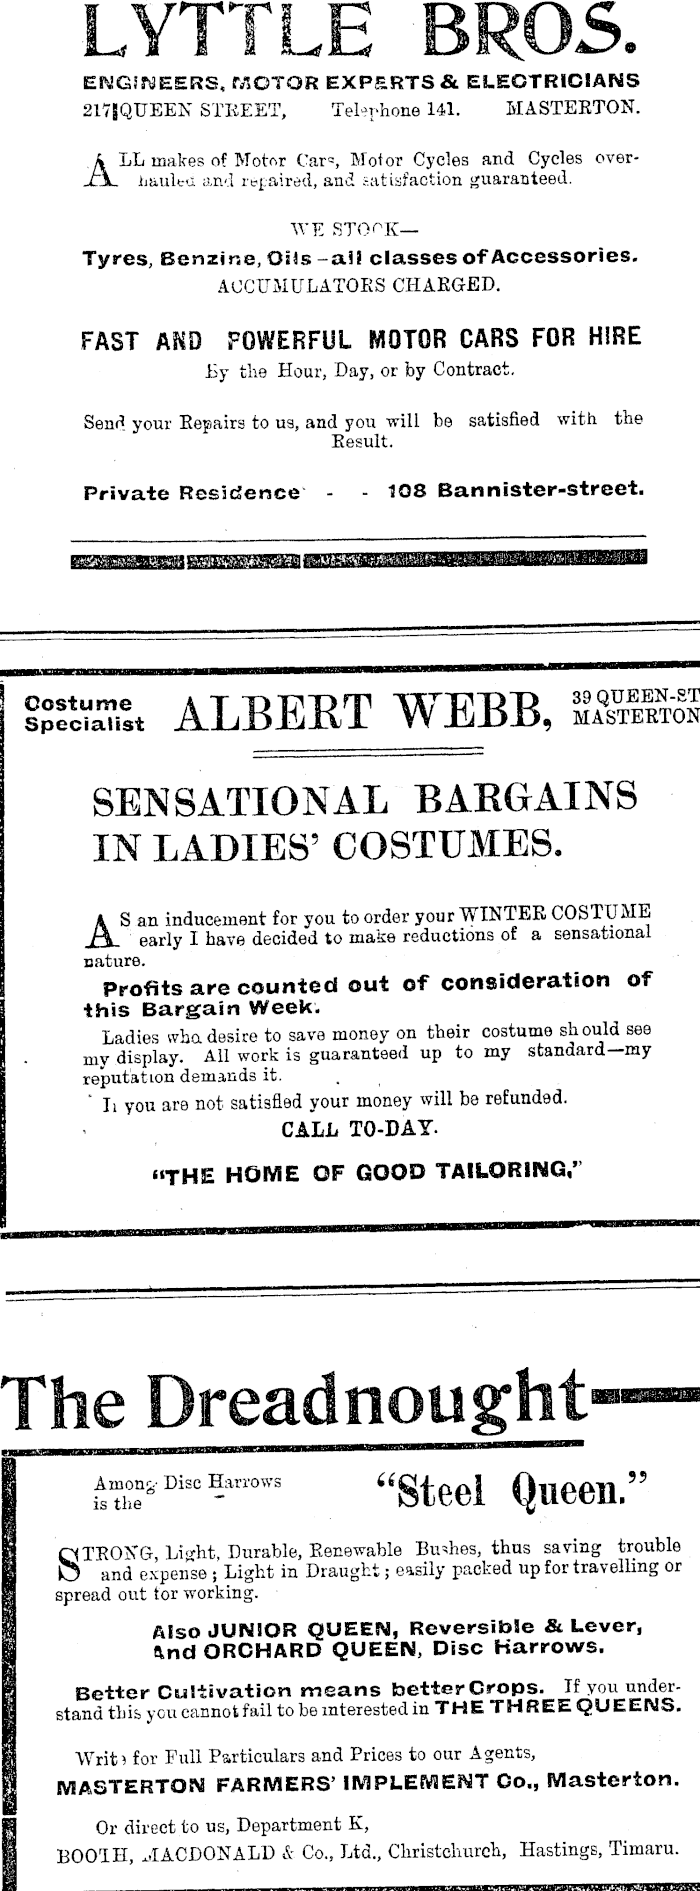 LYTTLE BROS.
ENGINEERS, MOTOR EXPERTS & ELECTRICIANS
217 QUEEN STREET, Telephone 141. MASTERTON.
ALL makes of Motor Cars, Motor Cycles and Cycles over-
hauled and repaired, and satisfaction guaranteed.
WE STOCK—
Tyres, Benzine, Oils – all classes of Accessories.
ACCUMULATORS CHARGED.
FAST AND POWERFUL MOTOR CARS FOR HIRE
By the Hour, Day, or by Contract.
Send your Repairs to us, and you will be satisfied with the
Result.
Private Residence - - 108 Bannister-street.
Costume
Specialist
ALBERT WEBB,
39 QUEEN-ST
MASTERTON
SENSATIONAL BARGAINS
IN LADIES' COSTUMES.
AS an inducement for you to order your WINTER COSTUME
early I have decided to make reductions of a sensational
nature.
Profits are counted out of consideration of
this Bargain Week.
Ladies who desire to save money on their costume should see
my display. All work is guaranteed up to my standard—my
reputation demands it.
If you are not satisfied your money will be refunded.
CALL TO-DAY.
"THE HOME OF GOOD TAILORING,"
The Dreadnought
Among Disc Harrows
is the
"Steel Queen."
STRONG, Light, Durable, Renewable Bushes, thus saving trouble
and expense; Light in Draught; easily packed up for travelling or
spread out for working.
Also JUNIOR QUEEN, Reversible & Lever,
And ORCHARD QUEEN, Disc Harrows.
Better Cultivation means better Crops. If you under-
stand this you cannot fail to be interested in THE THREE QUEENS.
Write for Full Particulars and Prices to our Agents,
MASTERTON FARMERS' IMPLEMENT Co., Masterton.
Or direct to us, Department K,
BOOTH, MACDONALD & Co., Ltd., Christchurch, Hastings, Timaru.